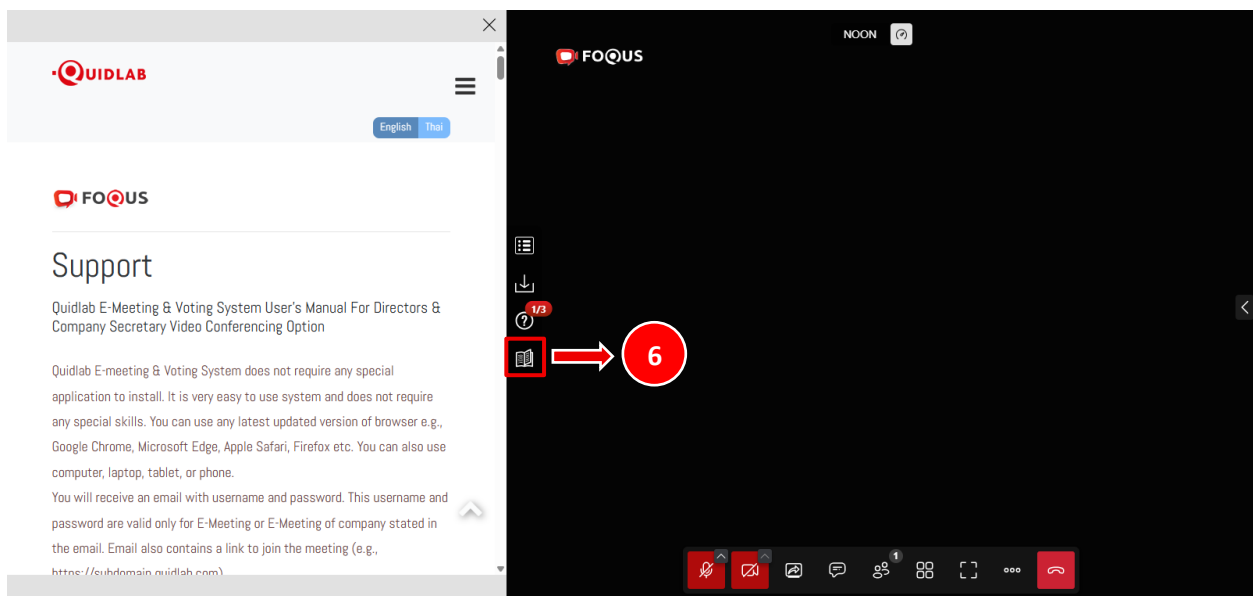 QUIDLAB
English Thai
FOQUS
Support
Quidlab E-Meeting & Voting System User's Manual For Directors &
Company Secretary Video Conferencing Option
Quidlab E-meeting & Voting System does not require any special
application to install. It is very easy to use system and does not require
any special skills. You can use any latest updated version of browser e.g.,
Google Chrome, Microsoft Edge, Apple Safari, Firefox etc. You can also use
computer, laptop, tablet, or phone.
You will receive an email with username and password. This username and
password are valid only for E-Meeting or E-Meeting of company stated in
the email. Email also contains a link to join the meeting (e.g.,
https://subdomain.quidlab.com)
NOON
FOQUS
1/3
6
1